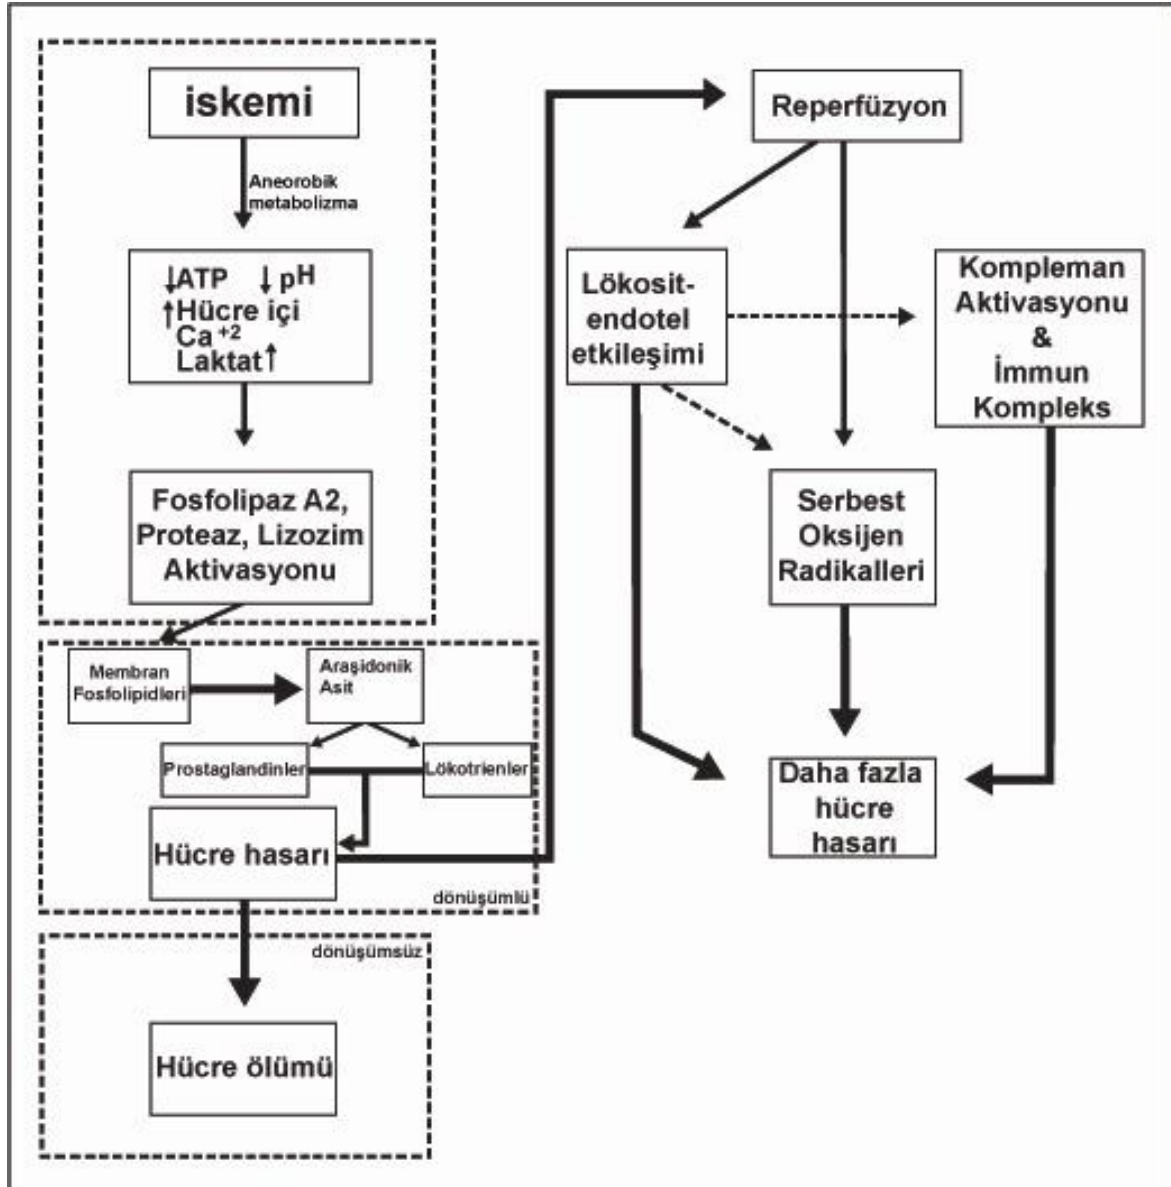 iskemi
Aneorobik
metabolizma
↓ATP ↓pH
↑Hücre içi
Ca+2
Laktat↑
Fosfolipaz A2,
Proteaz, Lizozim
Aktivasyonu
Membran
Fosfolipidleri
Araşidonik
Asit
Prostaglandinler
Lökotrienler
Hücre hasarı
dönüşümlü
dönüşümsüz
Hücre ölümü
Reperfüzyon
Lökosit-
endotel
etkileşimi
Kompleman
Aktivasyonu
&
İmmun
Kompleks
Serbest
Oksijen
Radikalleri
Daha fazla
hücre
hasarı